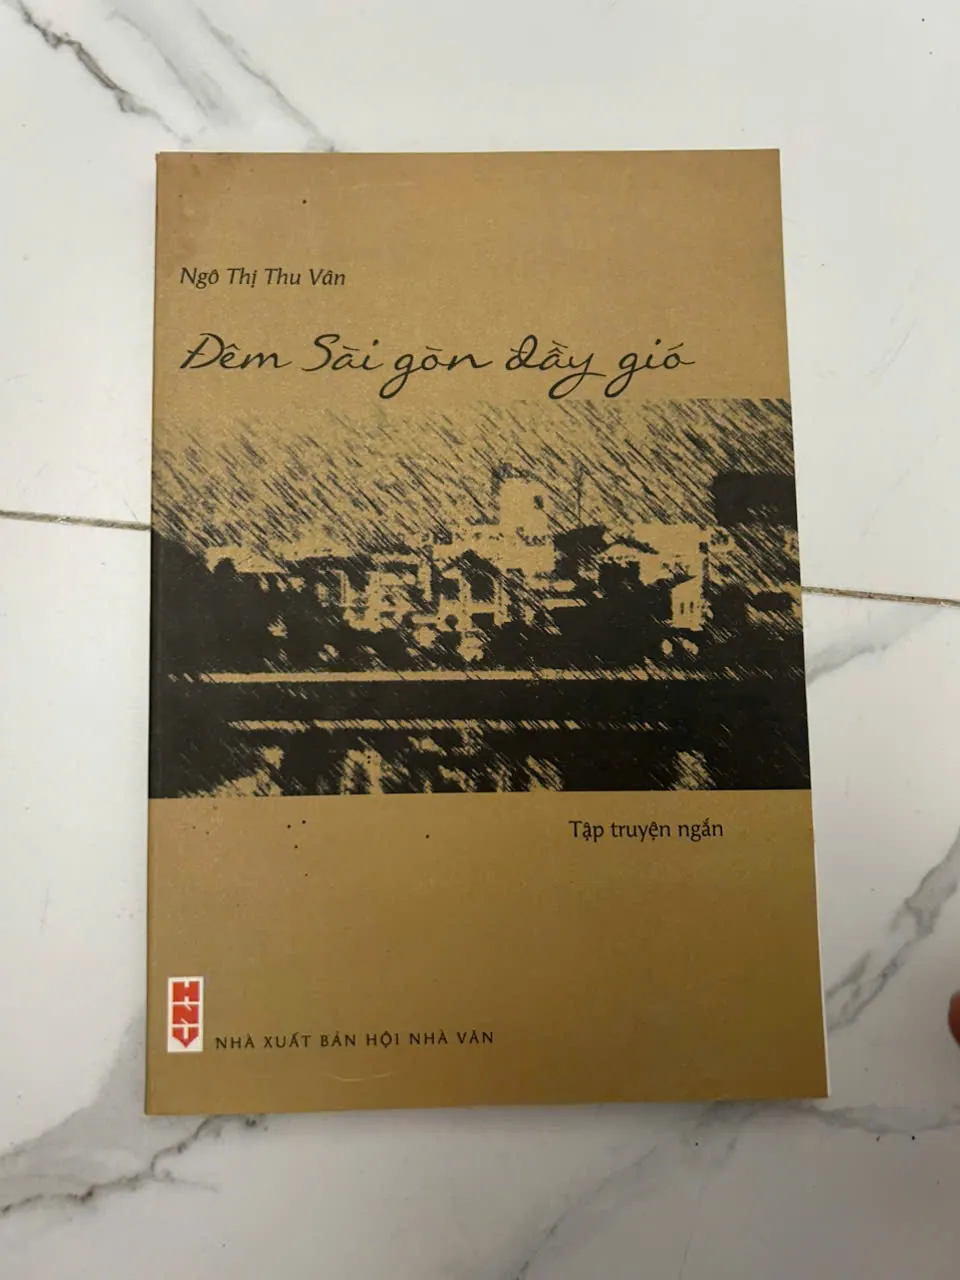 Ngô Thị Thu Vân
Đêm Sài gòn đầy gió
Tập truyện ngắn
HNV
NHÀ XUẤT BẢN HỘI NHÀ VĂN